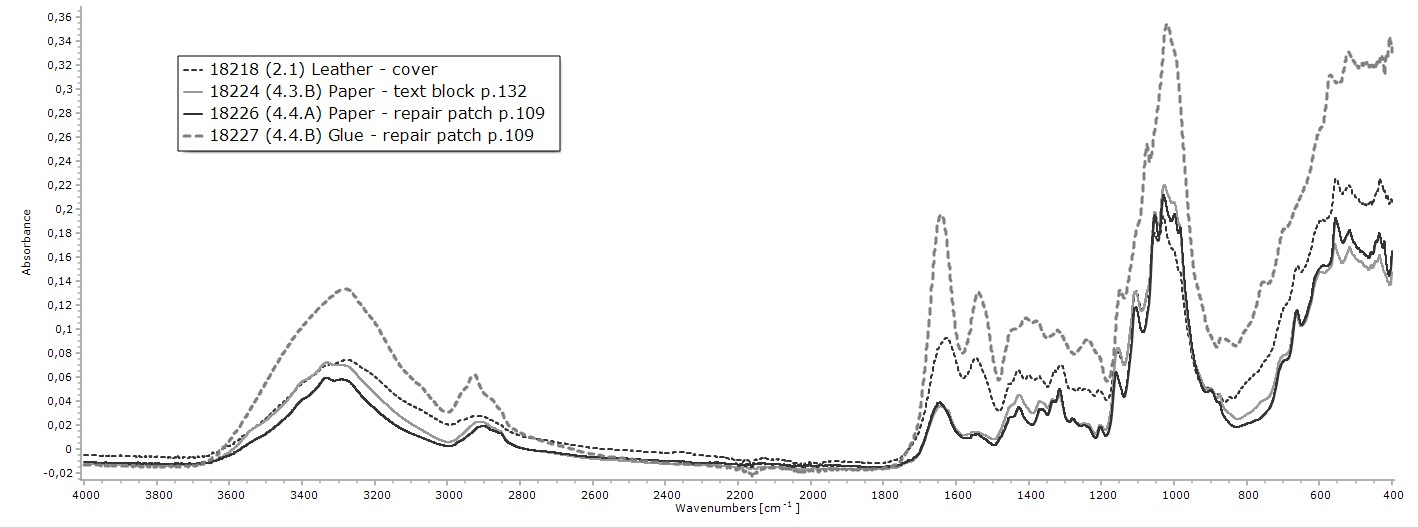 0,36
0,34
0,32
0,3
0,28
0,26
0,24
0,22
0,2
0,18
0,16
0,14
0,12
0,1
0,08
0,06
0,04
0,02
0
-0,02
Absorbance
18218 (2.1) Leather - cover
18224 (4.3.B) Paper - text block p.132
18226 (4.4.A) Paper - repair patch p.109
18227 (4.4.B) Glue - repair patch p.109
4000 3800 3600 3400 3200 3000 2800 2600 2400 2200 2000 1800 1600 1400 1200 1000 800 600 400
Wavenumbers [cm⁻¹]